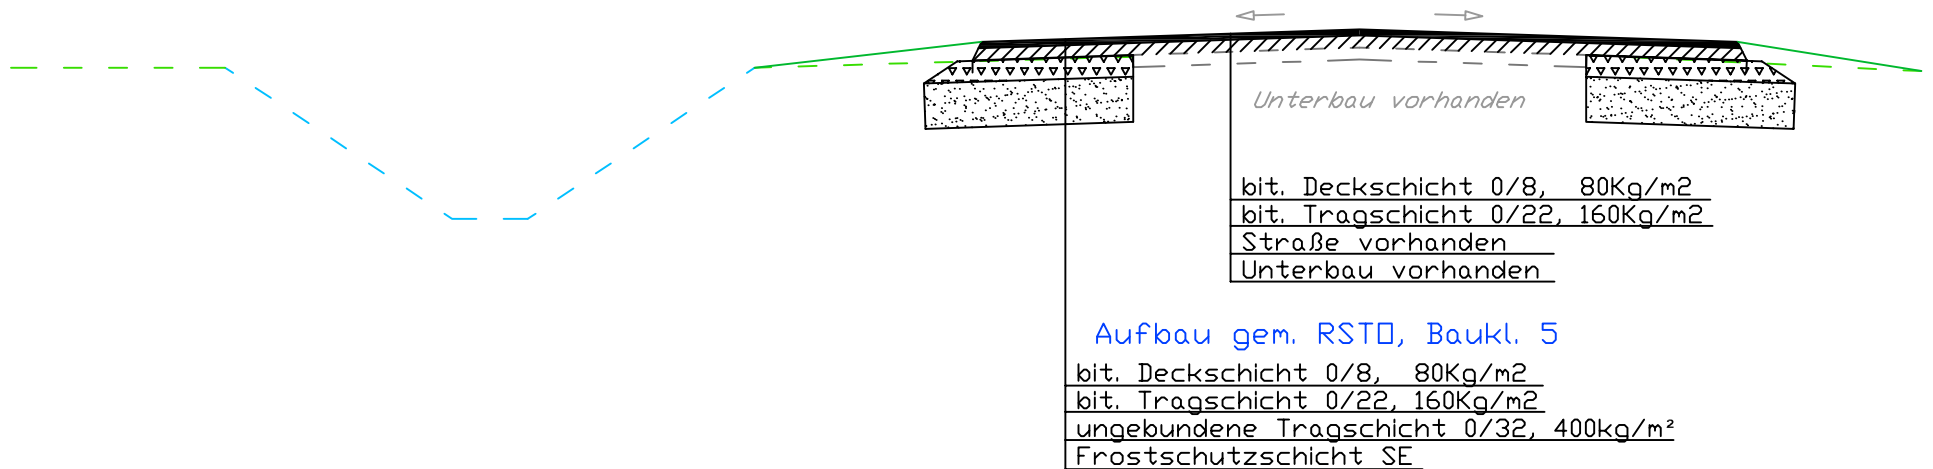 Unterbau vorhanden
bit. Deckschicht 0/8, 80Kg/m2
bit. Tragschicht 0/22, 160Kg/m2
Straße vorhanden
Unterbau vorhanden
Aufbau gem. RSTO, Baukl. 5
bit. Deckschicht 0/8, 80Kg/m2
bit. Tragschicht 0/22, 160Kg/m2
ungebundene Tragschicht 0/32, 400kg/m²
Frostschutzschicht SE